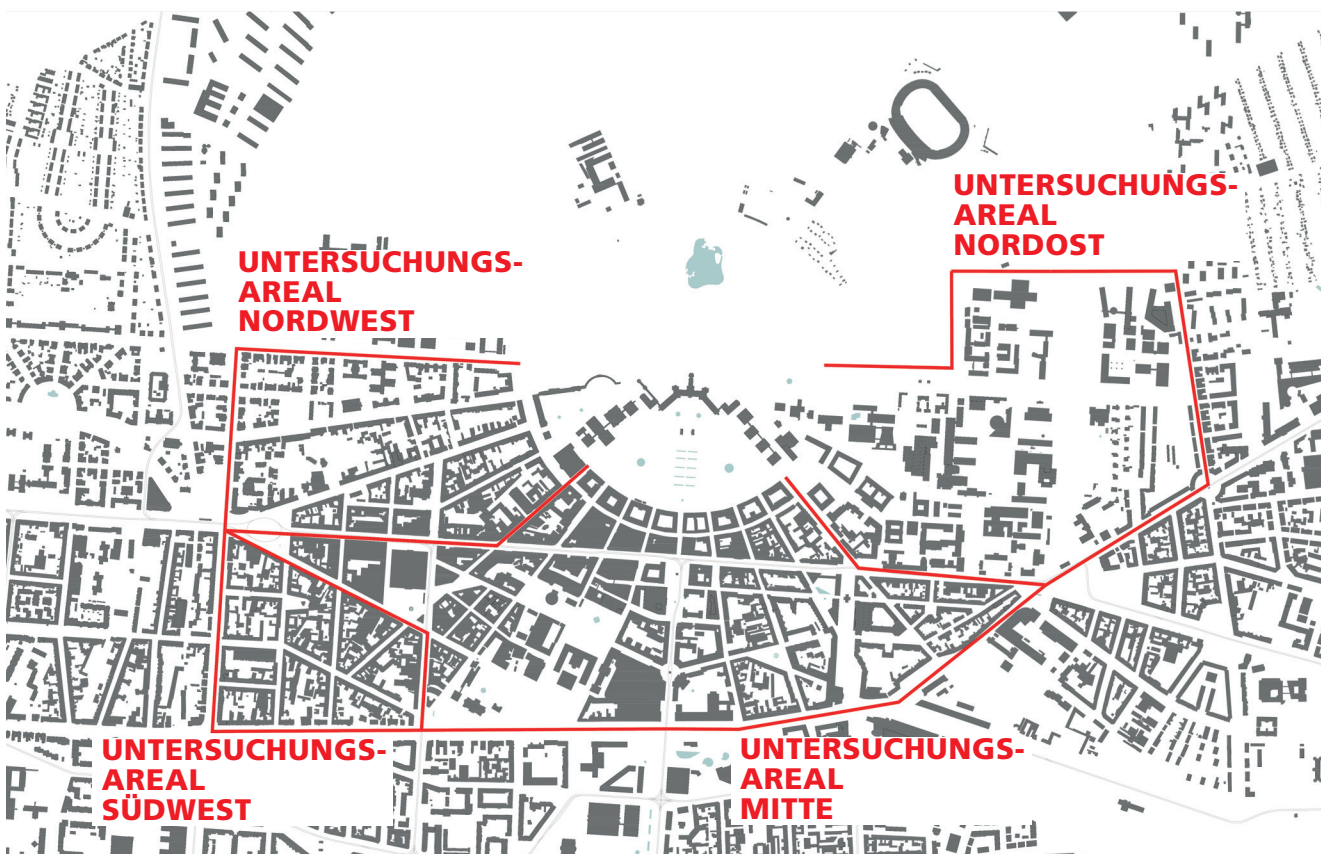 UNTERSUCHUNGS-
AREAL
NORDOST
UNTERSUCHUNGS-
AREAL
NORDWEST
UNTERSUCHUNGS-
AREAL
SÜDWEST
UNTERSUCHUNGS-
AREAL
MITTE